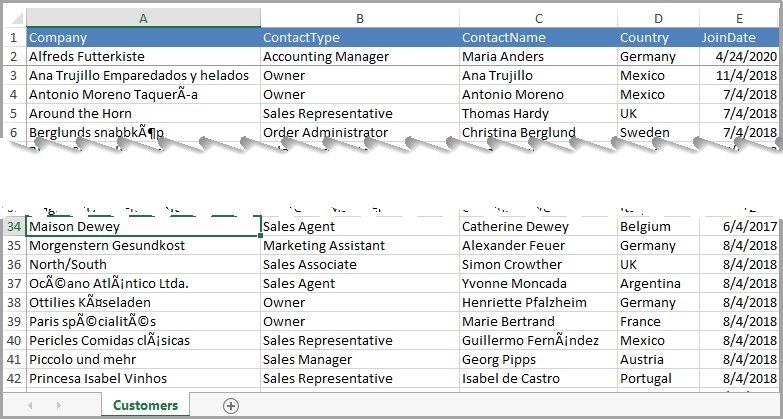 A B C D E
1 Company ContactType ContactName Country JoinDate
2 Alfreds Futterkiste Accounting Manager Maria Anders Germany 4/24/2020
3 Ana Trujillo Emparedados y helados Owner Ana Trujillo Mexico 11/4/2018
4 Antonio Moreno TaquerÃ-a Owner Antonio Moreno Mexico 7/4/2018
5 Around the Horn Sales Representative Thomas Hardy UK 7/4/2018
6 Berglunds snabbkÃ¶p Order Administrator Christina Berglund Sweden 7/4/2018
34 Maison Dewey Sales Agent Catherine Dewey Belgium 6/4/2017
35 Morgenstern Gesundkost Marketing Assistant Alexander Feuer Germany 8/4/2018
36 North/South Sales Associate Simon Crowther UK 8/4/2018
37 OcÃ©ano AtlÃ¡ntico Ltda. Sales Agent Yvonne Moncada Argentina 8/4/2018
38 Ottilies KÃ¤seladen Owner Henriette Pfalzheim Germany 8/4/2018
39 Paris spÃ©cialitÃ©s Owner Marie Bertrand France 8/4/2018
40 Pericles Comidas clÃ¡sicas Sales Representative Guillermo FernÃ¡ndez Mexico 8/4/2018
41 Piccolo und mehr Sales Manager Georg Pipps Austria 8/4/2018
42 Princesa Isabel Vinhos Sales Representative Isabel de Castro Portugal 8/4/2018
Customers